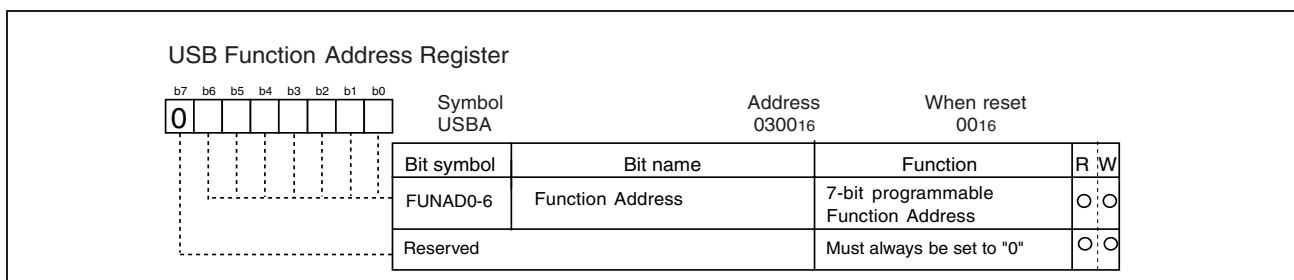 USB Function Address Register
b7 b6 b5 b4 b3 b2 b1 b0
0
Symbol Address When reset
USBA 030016 0016
Bit symbol Bit name Function R W
FUNAD0-6 Function Address 7-bit programmable
Function Address O O
Reserved Must always be set to "0" O O